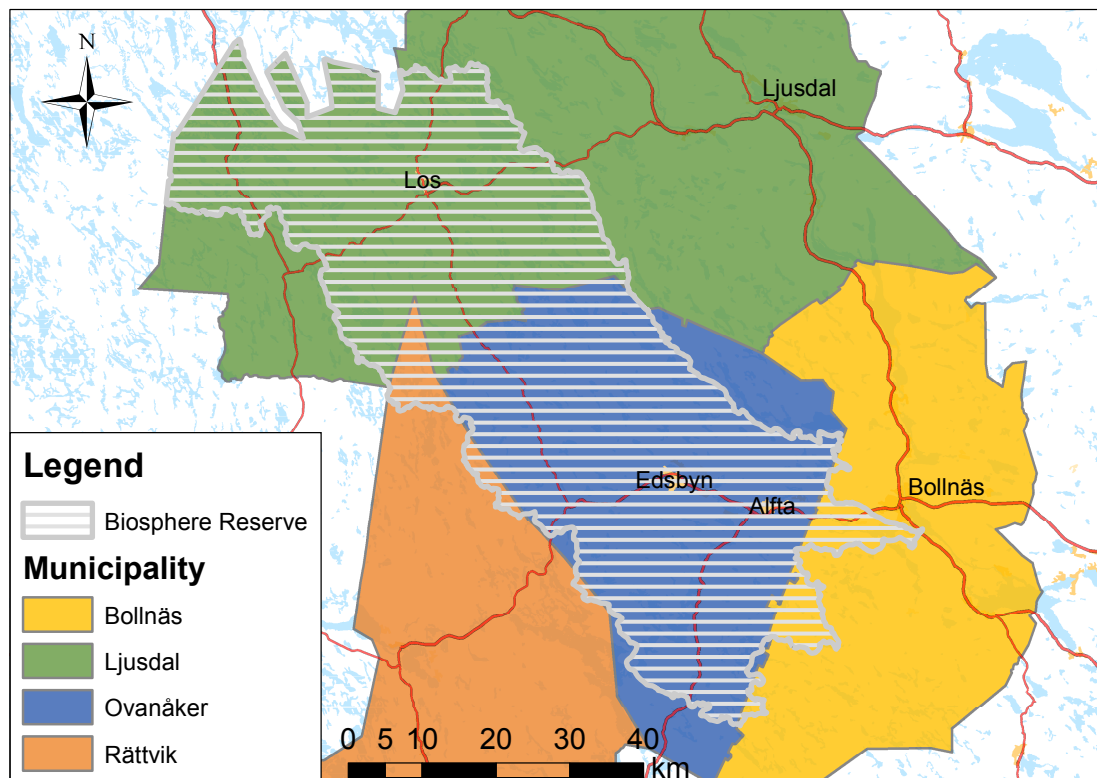 N
Ljusdal
Los
Edsbyn
Alfta
Bollnäs
Legend
Biosphere Reserve
Municipality
Bollnäs
Ljusdal
Ovanåker
Rättvik
0 5 10 20 30 40
km